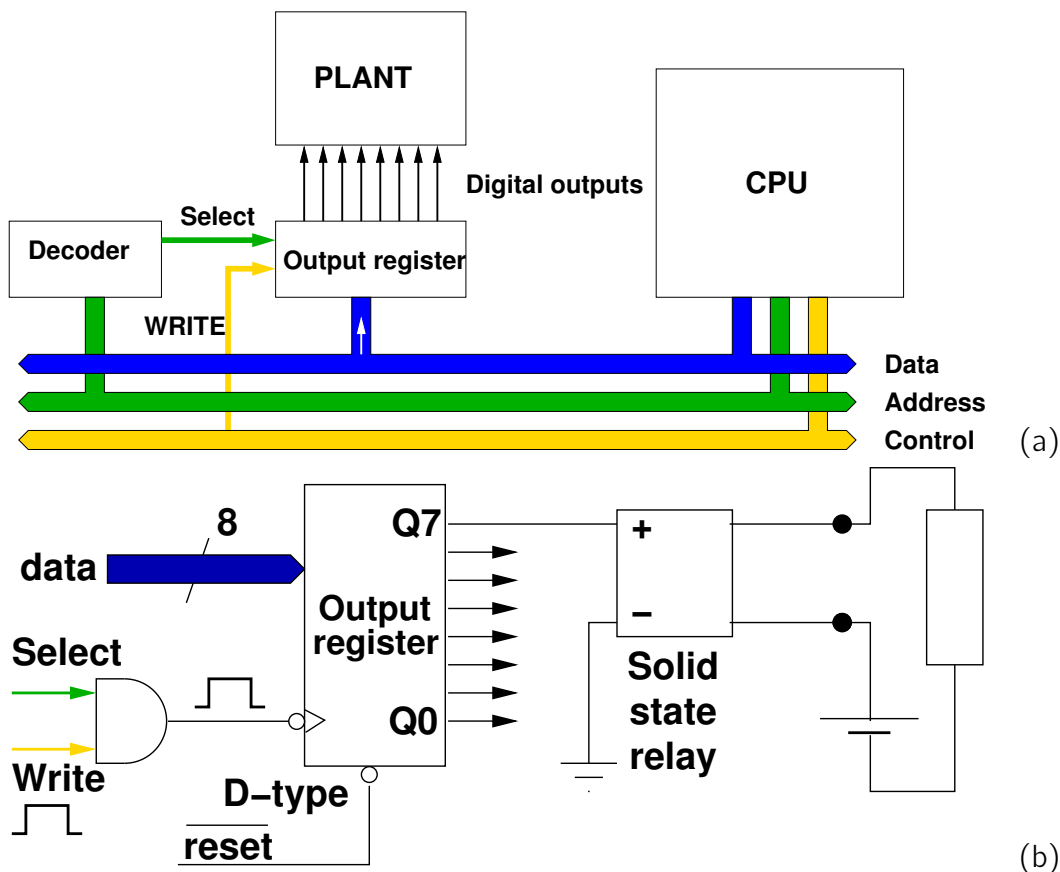 PLANT
CPU
Digital outputs
Select
Decoder
Output register
WRITE
Data
Address
Control
(a)
8
Q7
data
+
Output
register
−
Select
Solid
state
relay
Q0
Write
D−type
reset
(b)